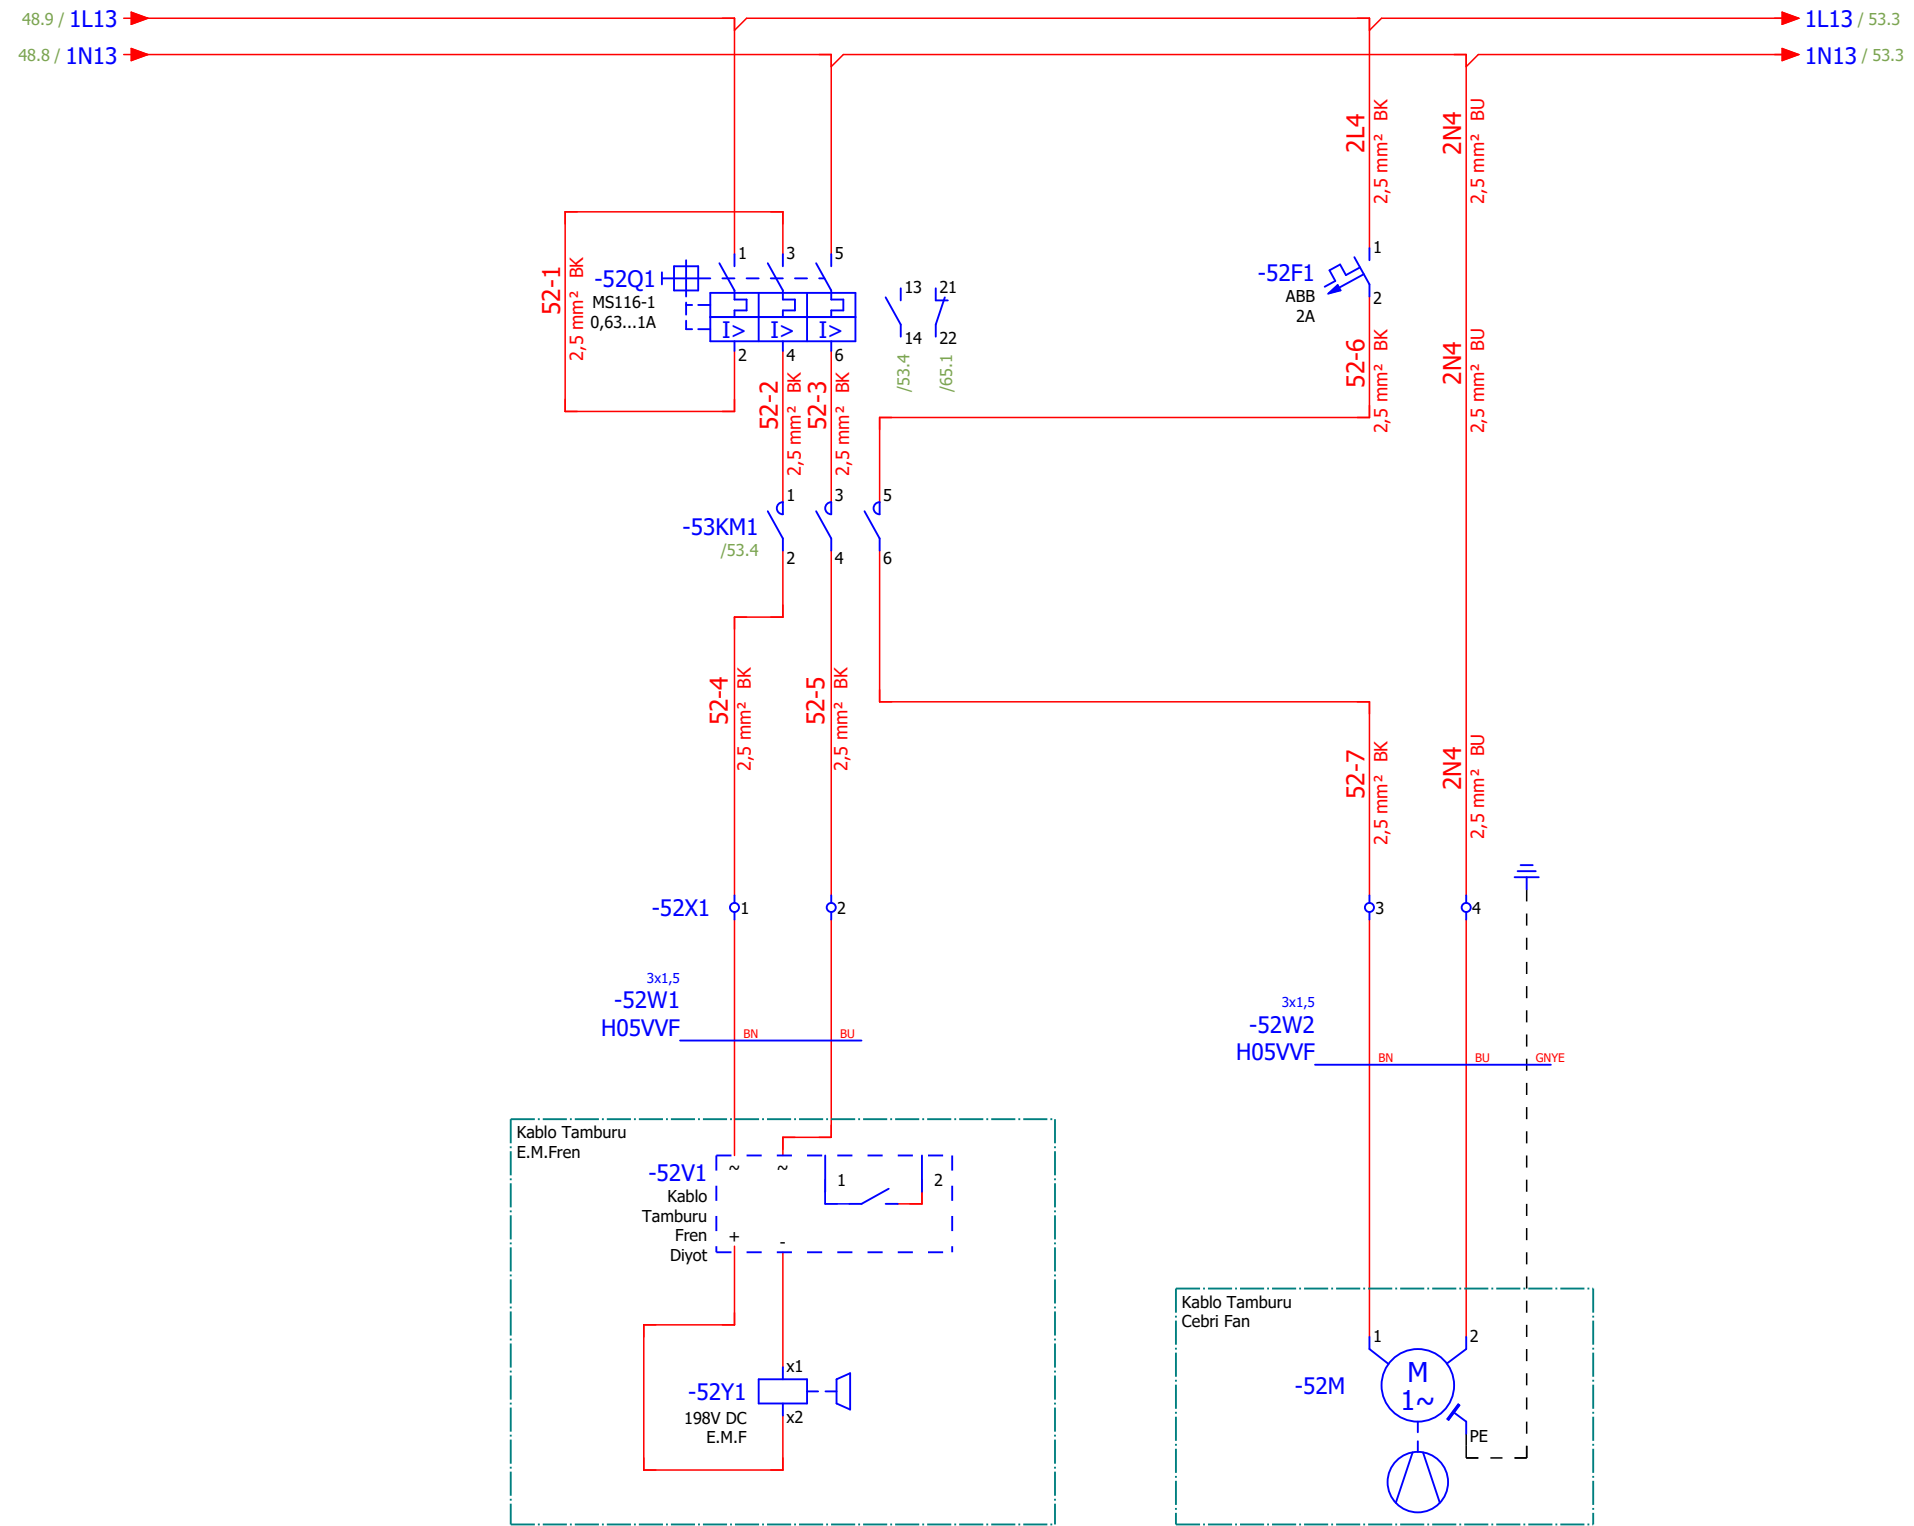 48.9 / 1L13
1L13 / 53.3
48.8 / 1N13
1N13 / 53.3
2L4
2,5 mm² BK
2N4
2,5 mm² BU
52-1
2,5 mm² BK
-52Q1
MS116-1
0,63...1A
1
3
5
I>
I>
I>
2
4
6
13
14
/53.4
21
22
/65.1
-52F1
ABB
2A
1
2
52-2
2,5 mm² BK
52-3
2,5 mm² BK
52-6
2,5 mm² BK
2N4
2,5 mm² BU
-53KM1
/53.4
1
3
5
2
4
6
52-4
2,5 mm² BK
52-5
2,5 mm² BK
52-7
2,5 mm² BK
2N4
2,5 mm² BU
-52X1
1
2
3
4
3x1,5
-52W1
H05VVF
BN
BU
3x1,5
-52W2
H05VVF
BN
BU
GNYE
Kablo Tamburu
E.M.Fren
-52V1
Kablo
Tamburu
Fren
Diyot
~
~
1
2
+
-
-52Y1
198V DC
E.M.F
x1
x2
Kablo Tamburu
Cebri Fan
1
2
-52M
M
1~
PE